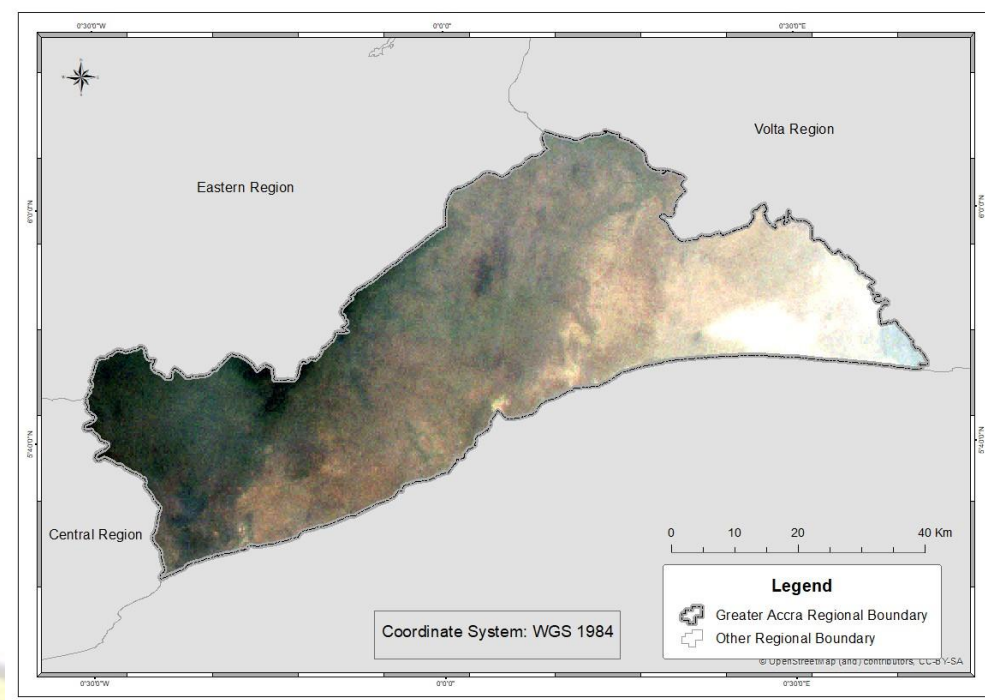 0°30'0"W 0°0'0" 0°30'0"E
Volta Region
Eastern Region
6°0'0"N 6°0'0"N
5°40'0"N 5°40'0"N
Central Region
0 10 20 40 Km
Legend
Greater Accra Regional Boundary
Other Regional Boundary
Coordinate System: WGS 1984
© OpenStreetMap (and) contributors, CC-BY-SA
0°30'0"W 0°0'0" 0°30'0"E